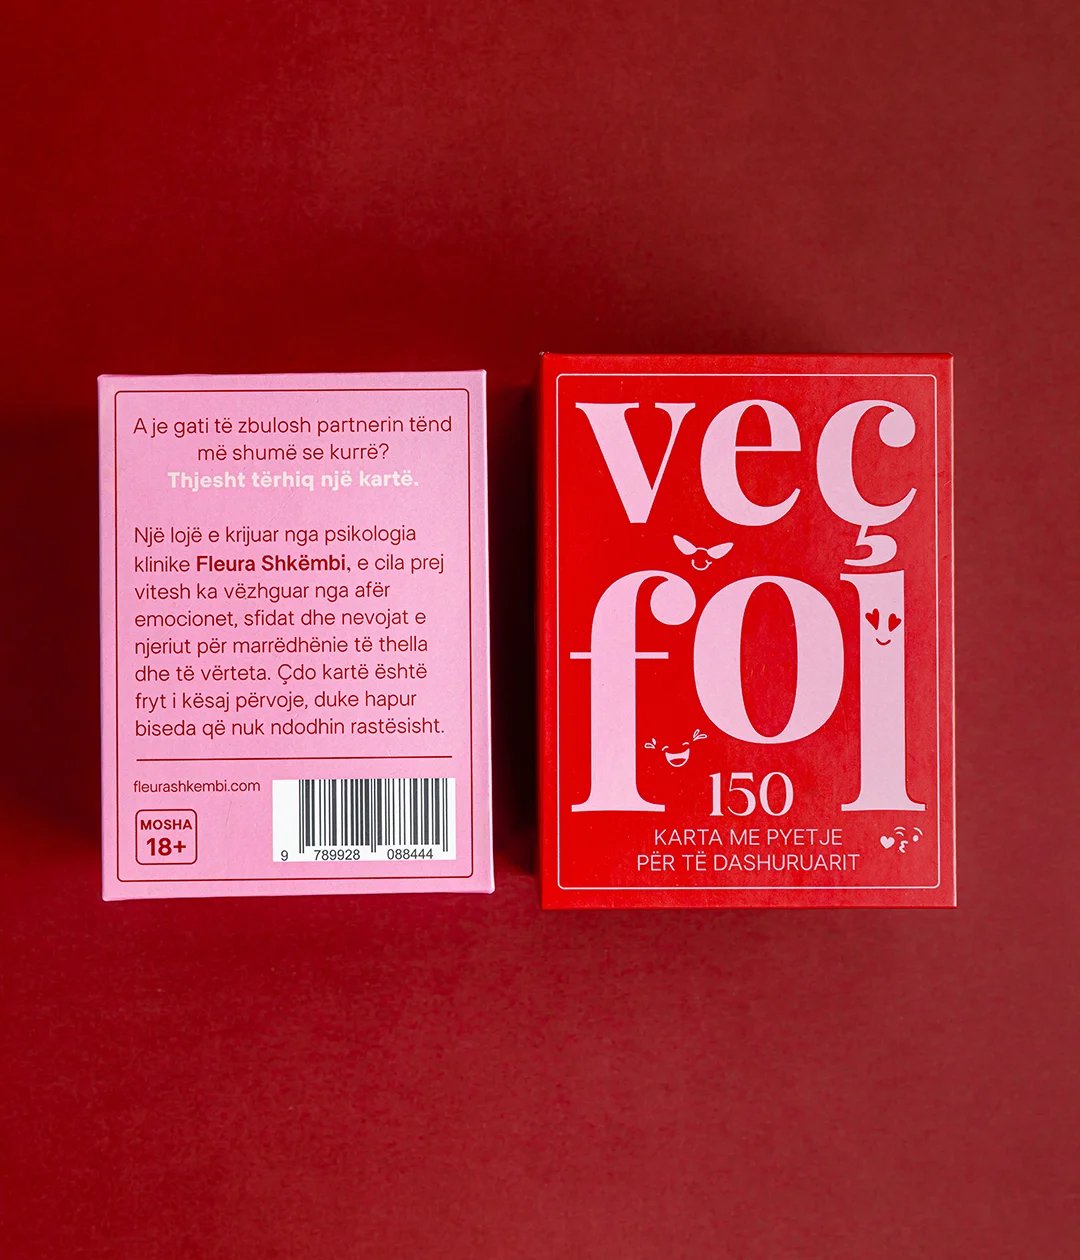 A je gati të zbulosh partnerin tënd
më shumë se kurrë?
Thjesht tërhiq një kartë.
Një lojë e krijuar nga psikologia
klinike Fleura Shkëmbi, e cila prej
vitesh ka vëzhguar nga afër
emocionet, sfidat dhe nevojat e
njeriut për marrëdhënie të thella
dhe të vërteta. Çdo kartë është
fryt i kësaj përvoje, duke hapur
biseda që nuk ndodhin rastësisht.
fleurashkembi.com
MOSHA
18+
9 789928 088444
veç
fol
150
KARTA ME PYETJE
PËR TË DASHURUARIT